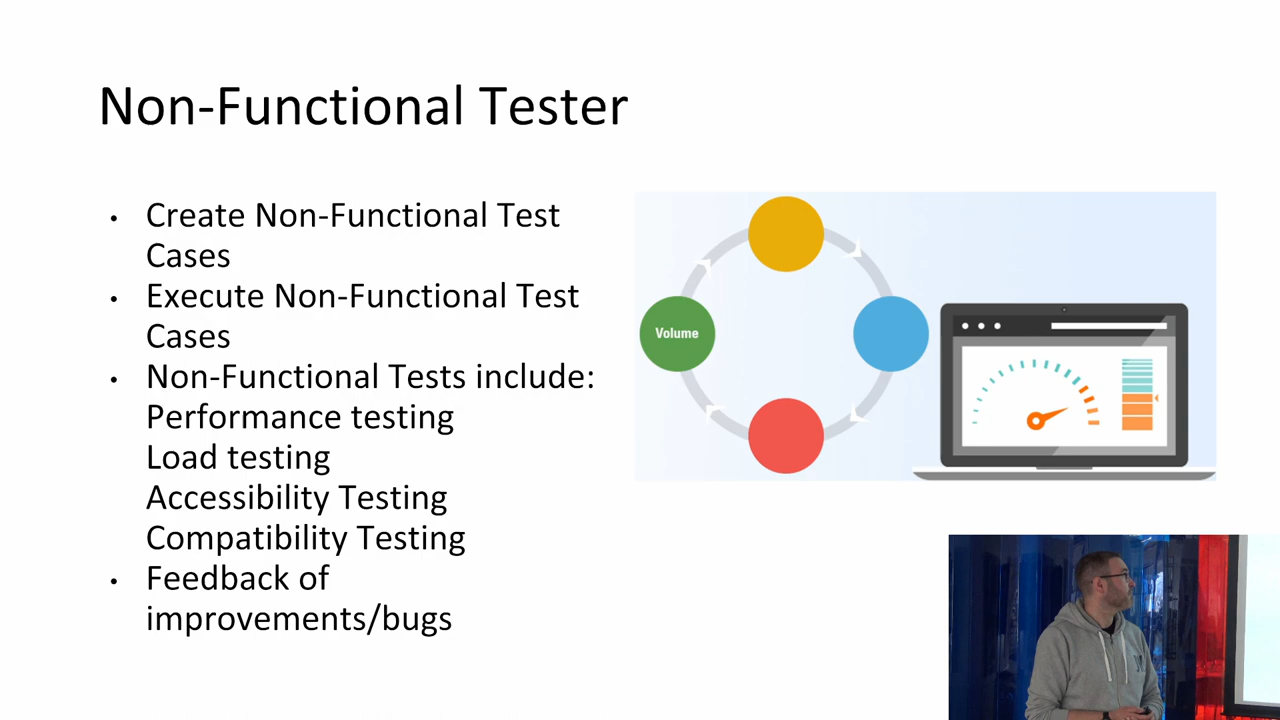 Non-Functional Tester
• Create Non-Functional Test
Cases
• Execute Non-Functional Test
Cases
• Non-Functional Tests include:
Performance testing
Load testing
Accessibility Testing
Compatibility Testing
• Feedback of
improvements/bugs
Volume